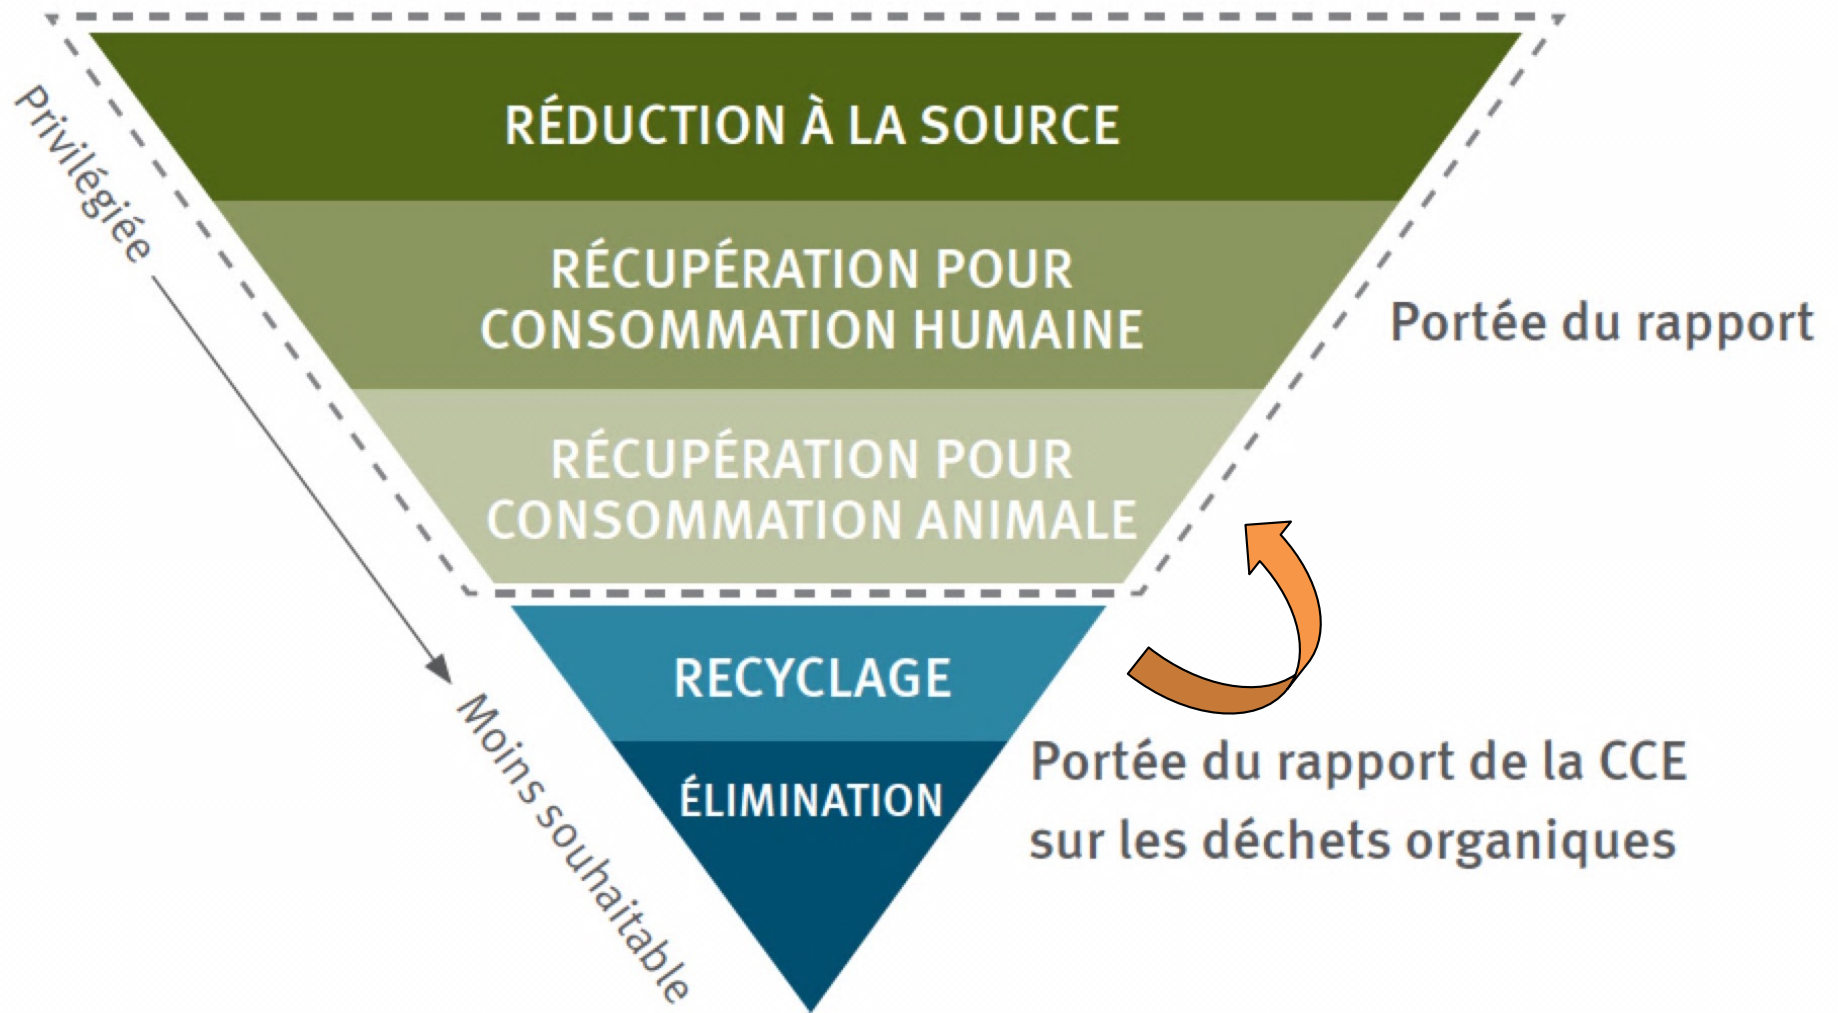 RÉDUCTION À LA SOURCE
Privilégiée
RÉCUPÉRATION POUR
CONSOMMATION HUMAINE
Portée du rapport
RÉCUPÉRATION POUR
CONSOMMATION ANIMALE
RECYCLAGE
Moins souhaitable
ÉLIMINATION
Portée du rapport de la CCE
sur les déchets organiques